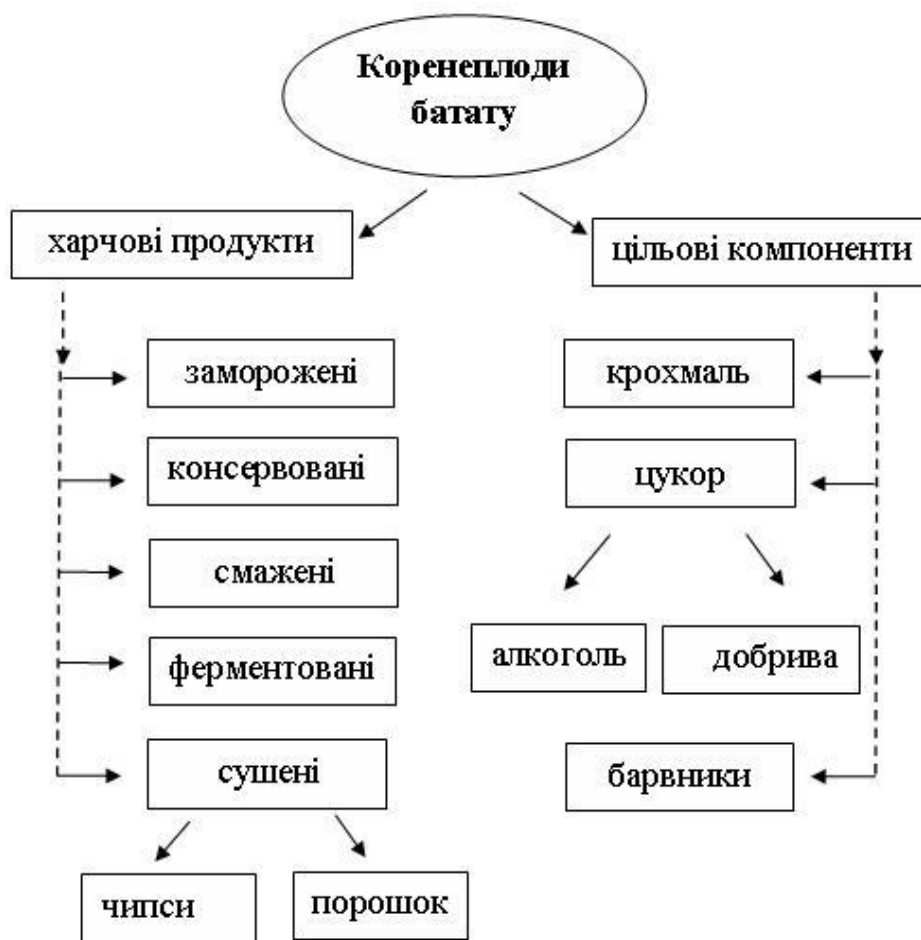 Коренеплоди
батату
харчові продукти
цільові компоненти
заморожені
крохмаль
консервовані
цукор
смажені
алкоголь
добрива
ферментовані
сушені
барвники
чипси
порошок